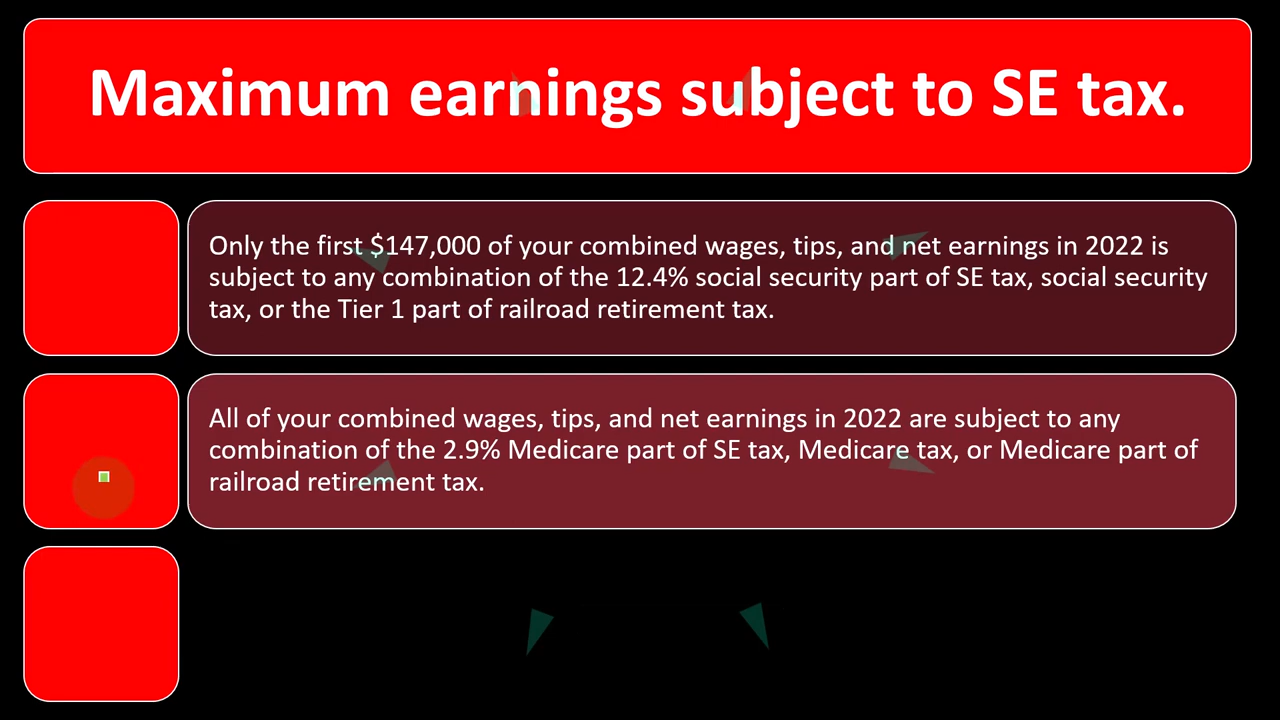 Maximum earnings subject to SE tax.
Only the first $147,000 of your combined wages, tips, and net earnings in 2022 is
subject to any combination of the 12.4% social security part of SE tax, social security
tax, or the Tier 1 part of railroad retirement tax.
All of your combined wages, tips, and net earnings in 2022 are subject to any
combination of the 2.9% Medicare part of SE tax, Medicare tax, or Medicare part of
railroad retirement tax.